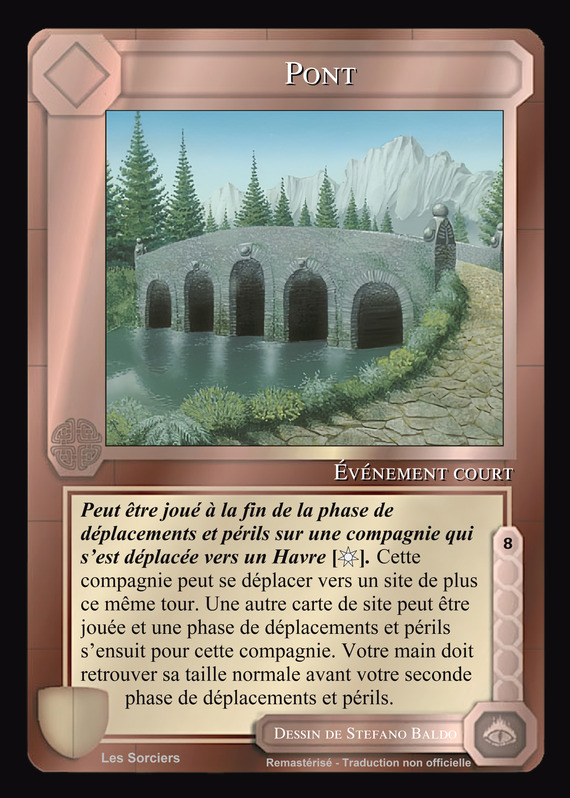 Pont
Événement court
Peut être joué à la fin de la phase de
déplacements et périls sur une compagnie qui
s'est déplacée vers un Havre [☼]. Cette
compagnie peut se déplacer vers un site de plus
ce même tour. Une autre carte de site peut être
jouée et une phase de déplacements et périls
s'ensuit pour cette compagnie. Votre main doit
retrouver sa taille normale avant votre seconde
phase de déplacements et périls.
8
Dessin de Stefano Baldo
Les Sorciers
Remastérisé - Traduction non officielle